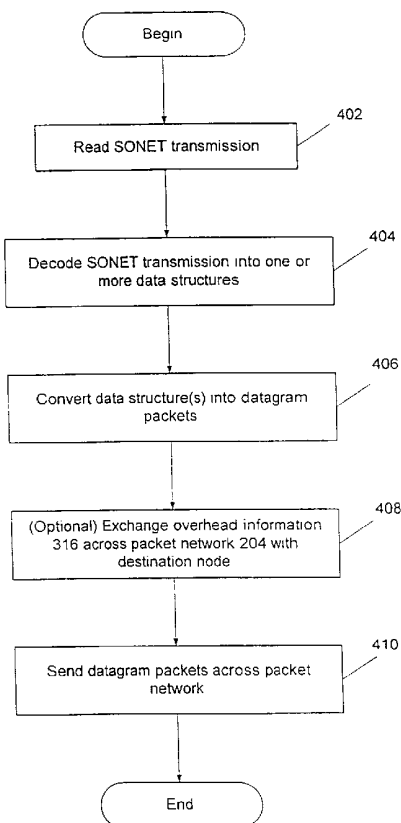 Begin
402
Read SONET transmission
404
Decode SONET transmission into one or
more data structures
406
Convert data structure(s) into datagram
packets
408
(Optional) Exchange overhead information
316 across packet network 204 with
destination node
410
Send datagram packets across packet
network
End